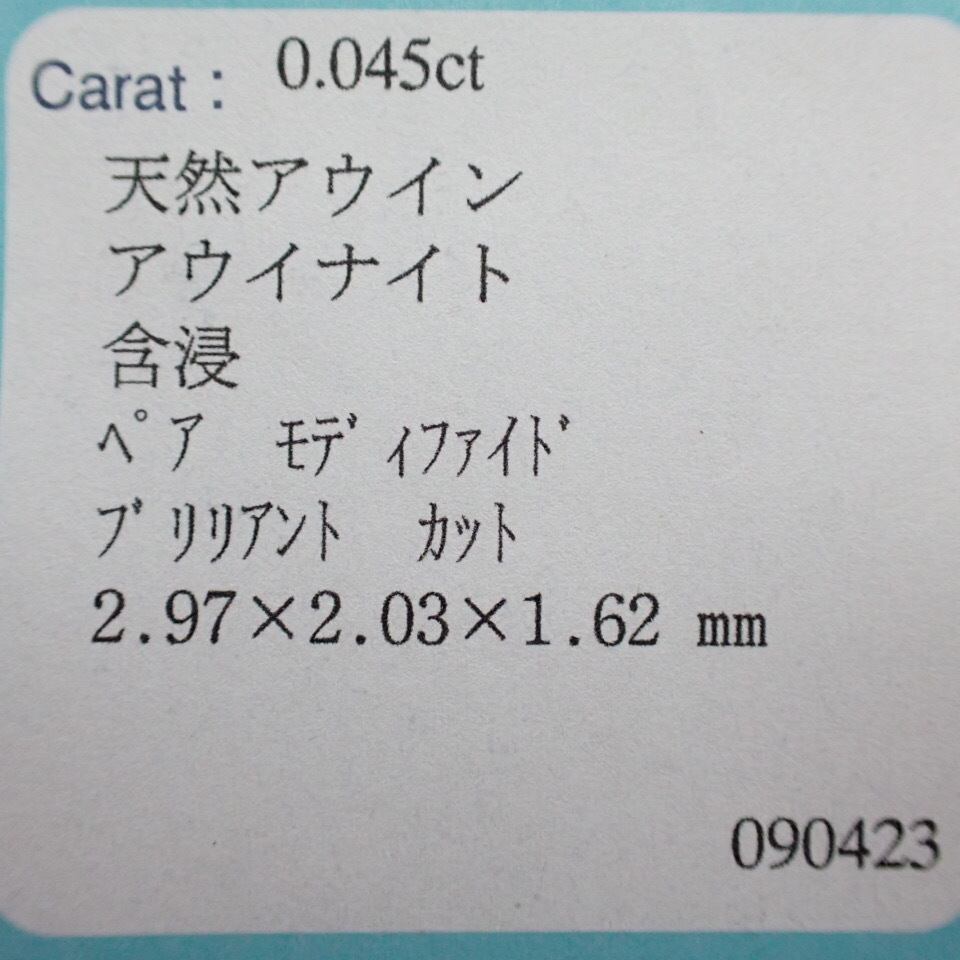 Carat : 0.045ct
天然アウイン
アウイナイト
含浸
ﾍﾟｱ ﾓﾃﾞｨﾌｧｲﾄﾞ
ﾌﾞﾘﾘｱﾝﾄ ｶｯﾄ
2.97×2.03×1.62 mm
090423